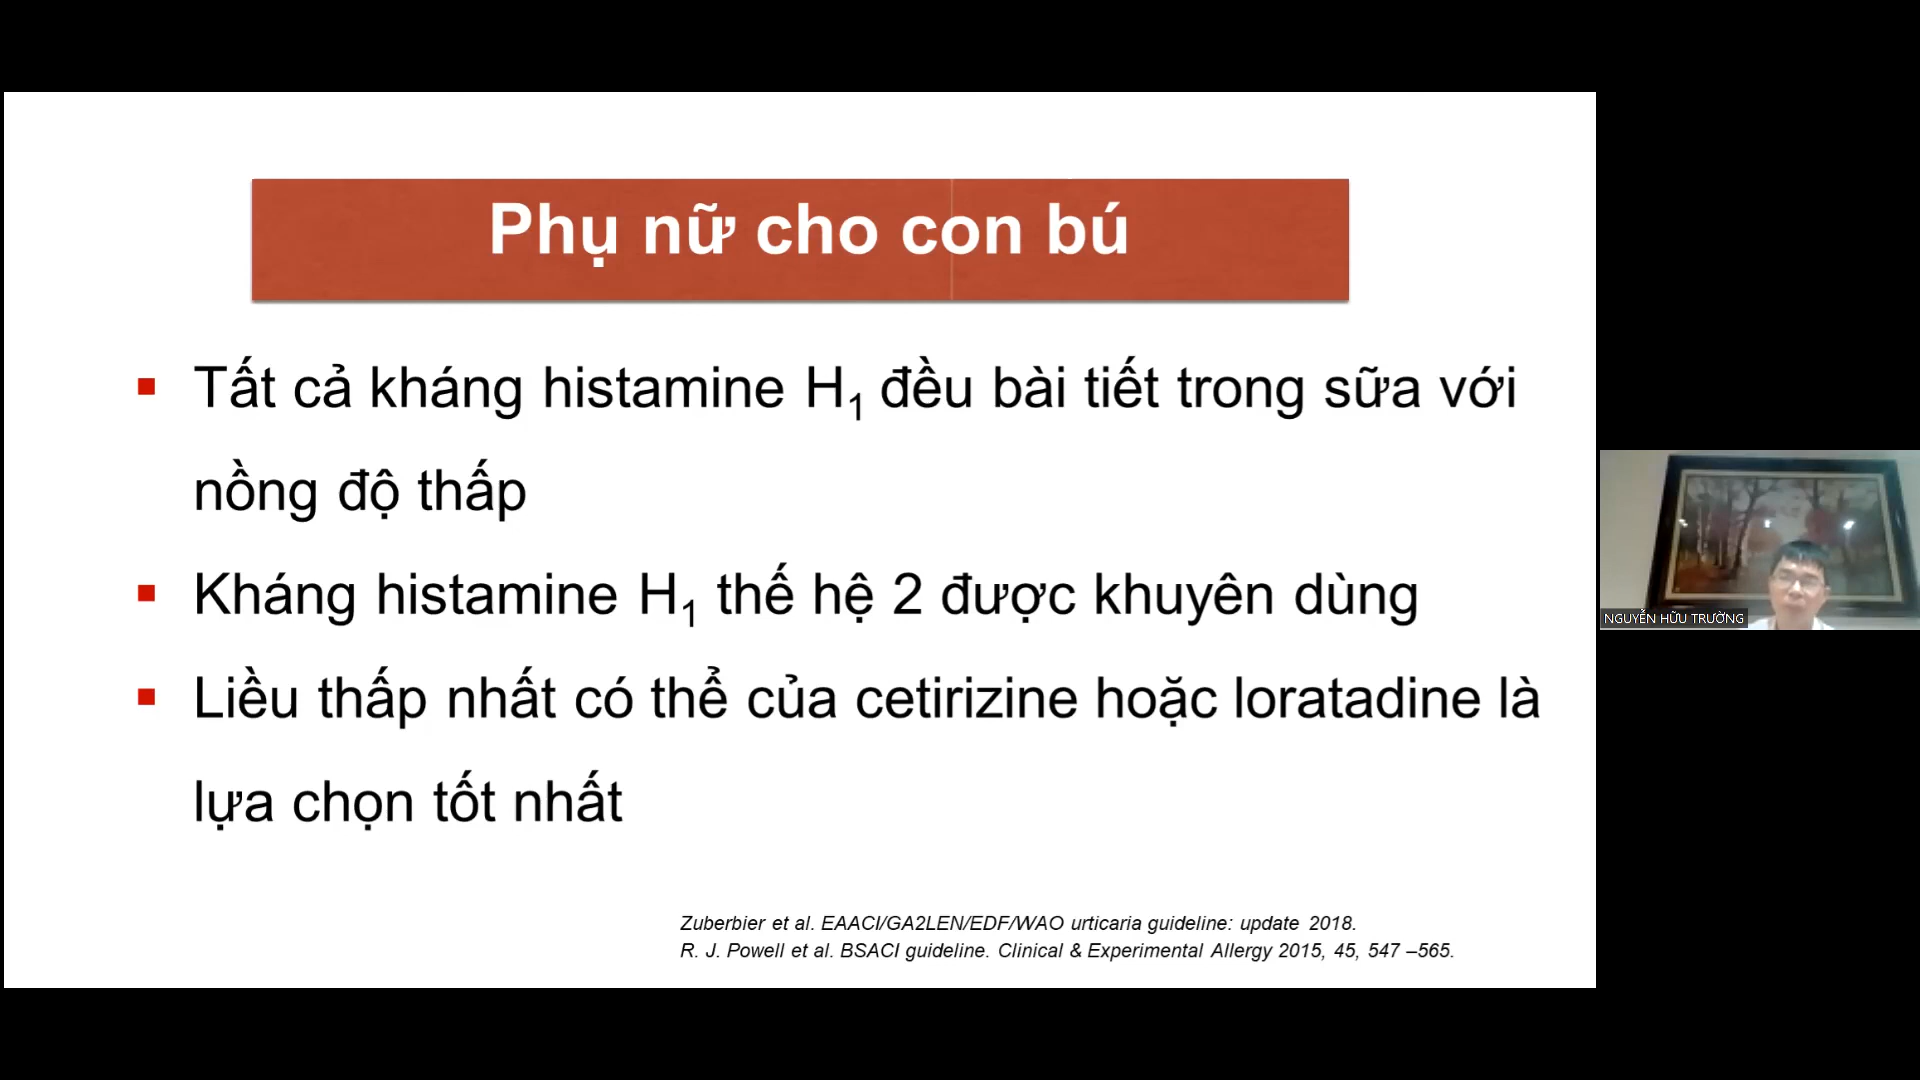 Phụ nữ cho con bú
▪ Tất cả kháng histamine H₁ đều bài tiết trong sữa với
nồng độ thấp
▪ Kháng histamine H₁ thế hệ 2 được khuyên dùng
▪ Liều thấp nhất có thể của cetirizine hoặc loratadine là
lựa chọn tốt nhất
Zuberbier et al. EAACI/GA2LEN/EDF/WAO urticaria guideline: update 2018.
R. J. Powell et al. BSACI guideline. Clinical & Experimental Allergy 2015, 45, 547 –565.
NGUYỄN HỮU TRƯỜNG